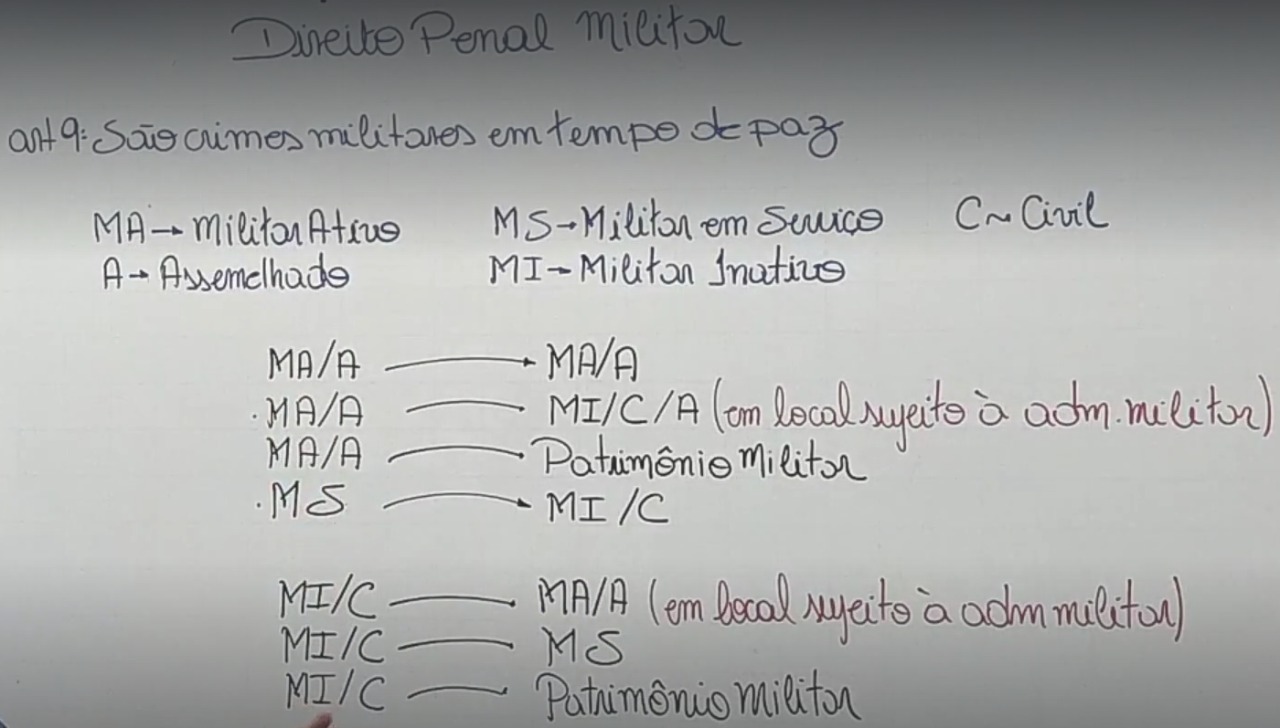 Direito Penal Militar
art 9: São crimes militares em tempo de paz
MA → Militar Ativo MS → Militar em Serviço C ~ Civil
A → Assemelhado MI → Militar Inativo
MA/A → MA/A
.MA/A — MI/C/A (em local sujeito à adm. militar)
MA/A — Patrimônio Militar
.MS → MI/C
MI/C — MA/A (em local sujeito à adm militar)
MI/C — MS
MI/C — Patrimônio Militar